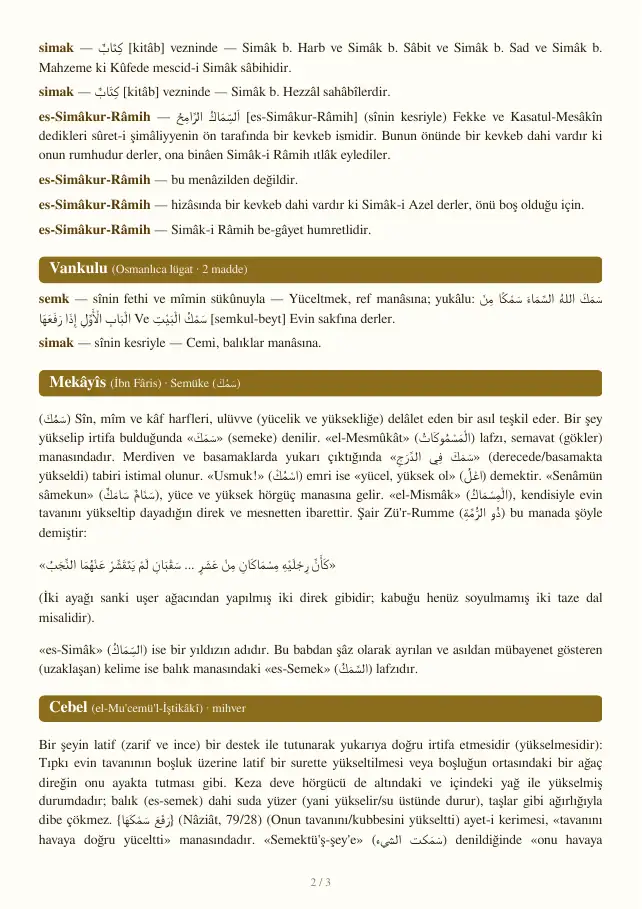 simak — كِتَابٌ [kitâb] vezninde — Simâk b. Harb ve Simâk b. Sâbit ve Simâk b. Sad ve Simâk b.
Mahzeme ki Kûfede mescid-i Simâk sâbihidir.
simak — كِتَابٌ [kitâb] vezninde — Simâk b. Hezzâl sahâbîlerdir.
es-Simâkur-Râmih — اَلسِّمَاكُ الرَّامِحُ [es-Simâkur-Râmih] (sînin kesriyle) Fekke ve Kasatul-Mesâkîn
dedikleri sûret-i şimâliyyenin ön tarafında bir kevkeb ismidir. Bunun önünde bir kevkeb dahi vardır ki
onun rumhudur derler, ona binâen Simâk-i Râmih ıtlâk eylediler.
es-Simâkur-Râmih — bu menâzilden değildir.
es-Simâkur-Râmih — hizâsında bir kevkeb dahi vardır ki Simâk-i Azel derler, önü boş olduğu için.
es-Simâkur-Râmih — Simâk-i Râmih be-gâyet humretlidir.
Vankulu (Osmanlıca lügat · 2 madde)
semk — sînin fethi ve mîmin sükûnuyla — Yüceltmek, ref manâsına; yukâlu: سَمَكَ اللهُ السَّمَاءَ سَمْكًا مِنْ
الْبَابِ الْأَوَّلِ إِذَا رَفَعَهَا Ve سَمْكُ الْبَيْتِ [semkul-beyt] Evin sakfına derler.
simak — sînin kesriyle — Cemi, balıklar manâsına.
Mekâyîs (İbn Fâris) · Semüke (سَمُكَ)
(سَمُكَ) Sîn, mîm ve kâf harfleri, ulüvve (yücelik ve yüksekliğe) delâlet eden bir asıl teşkil eder. Bir şey
yükselip irtifa bulduğunda «سَمَكَ» (semeke) denilir. «el-Mesmûkât» (الْمَسْمُوكَاتُ) lafzı, semavat (gökler)
manasındadır. Merdiven ve basamaklarda yukarı çıktığında «سَمَكَ فِي الدَّرَجِ» (derecede/basamakta
yükseldi) tabiri istimal olunur. «Usmuk!» (اسْمُكْ) emri ise «yücel, yüksek ol» (اعْلُ) demektir. «Senâmün
sâmekun» (سَنَامٌ سَامَكٌ), yüce ve yüksek hörgüç manasına gelir. «el-Mismâk» (الْمِسْمَاكُ), kendisiyle evin
tavanını yükseltip dayadığın direk ve mesnetten ibarettir. Şair Zü'r-Rumme (ذُو الرُّمَّةِ) bu manada şöyle
demiştir:
«كَأَنَّ رِجْلَيْهِ مِسْمَاكَانِ مِنْ عَشَرِ ... سَقْبَانِ لَمْ يَتَقَشَّرْ عَنْهُمَا النَّجَبُ»
(İki ayağı sanki uşer ağacından yapılmış iki direk gibidir; kabuğu henüz soyulmamış iki taze dal
misalidir).
«es-Simâk» (السِّمَاكُ) ise bir yıldızın adıdır. Bu babdan şâz olarak ayrılan ve asıldan mübayenet gösteren
(uzaklaşan) kelime ise balık manasındaki «es-Semek» (السَّمَكُ) lafzıdır.
Cebel (el-Mu'cemü'l-İştikâkî) · mihver
Bir şeyin latif (zarif ve ince) bir destek ile tutunarak yukarıya doğru irtifa etmesidir (yükselmesidir):
Tıpkı evin tavanının boşluk üzerine latif bir surette yükseltilmesi veya boşluğun ortasındaki bir ağaç
direğin onu ayakta tutması gibi. Keza deve hörgücü de altındaki ve içindeki yağ ile yükselmiş
durumdadır; balık (es-semek) dahi suda yüzer (yani yükselir/su üstünde durur), taşlar gibi ağırlığıyla
dibe çökmez. {رَفَعَ سَمْكَهَا} (Nâziât, 79/28) (Onun tavanını/kubbesini yükseltti) ayet-i kerimesi, «tavanını
havaya doğru yüceltti» manasındadır. «Semektü'ş-şey'e» (سَمَكت الشيء) denildiğinde «onu havaya
2 / 3